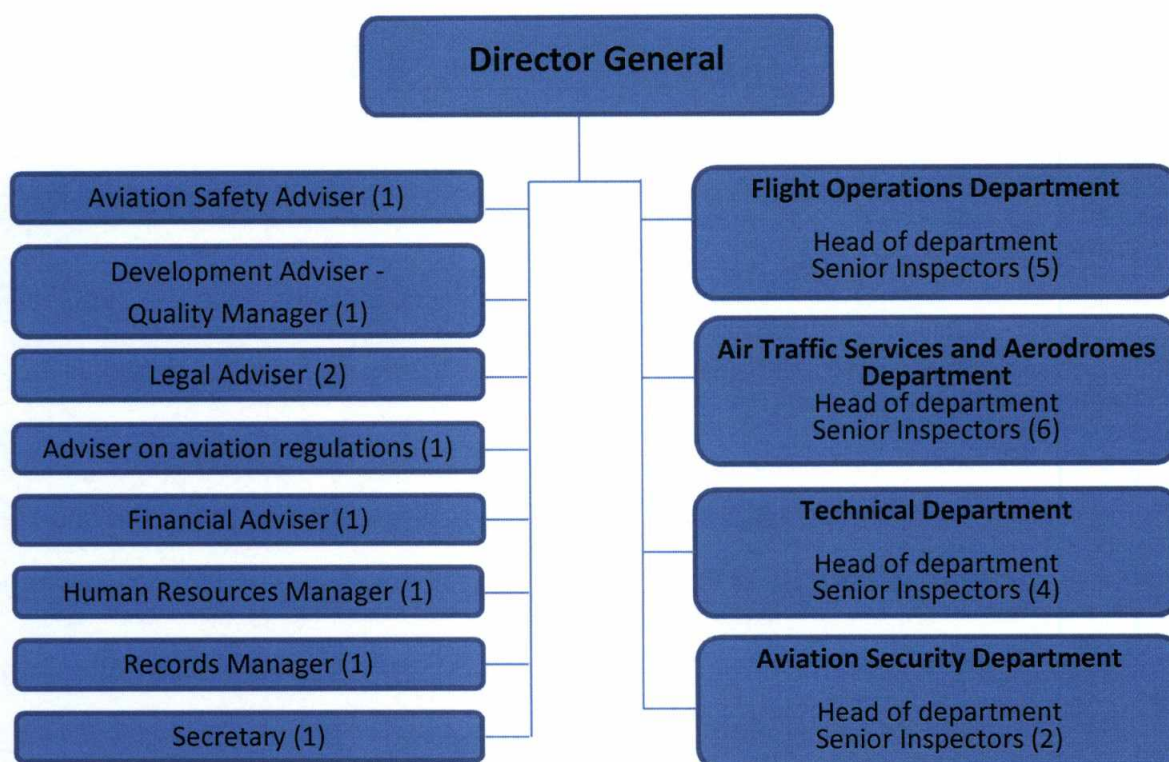 Director General
Aviation Safety Adviser (1)
Development Adviser -
Quality Manager (1)
Legal Adviser (2)
Adviser on aviation regulations (1)
Financial Adviser (1)
Human Resources Manager (1)
Records Manager (1)
Secretary (1)
Flight Operations Department
Head of department
Senior Inspectors (5)
Air Traffic Services and Aerodromes
Department
Head of department
Senior Inspectors (6)
Technical Department
Head of department
Senior Inspectors (4)
Aviation Security Department
Head of department
Senior Inspectors (2)